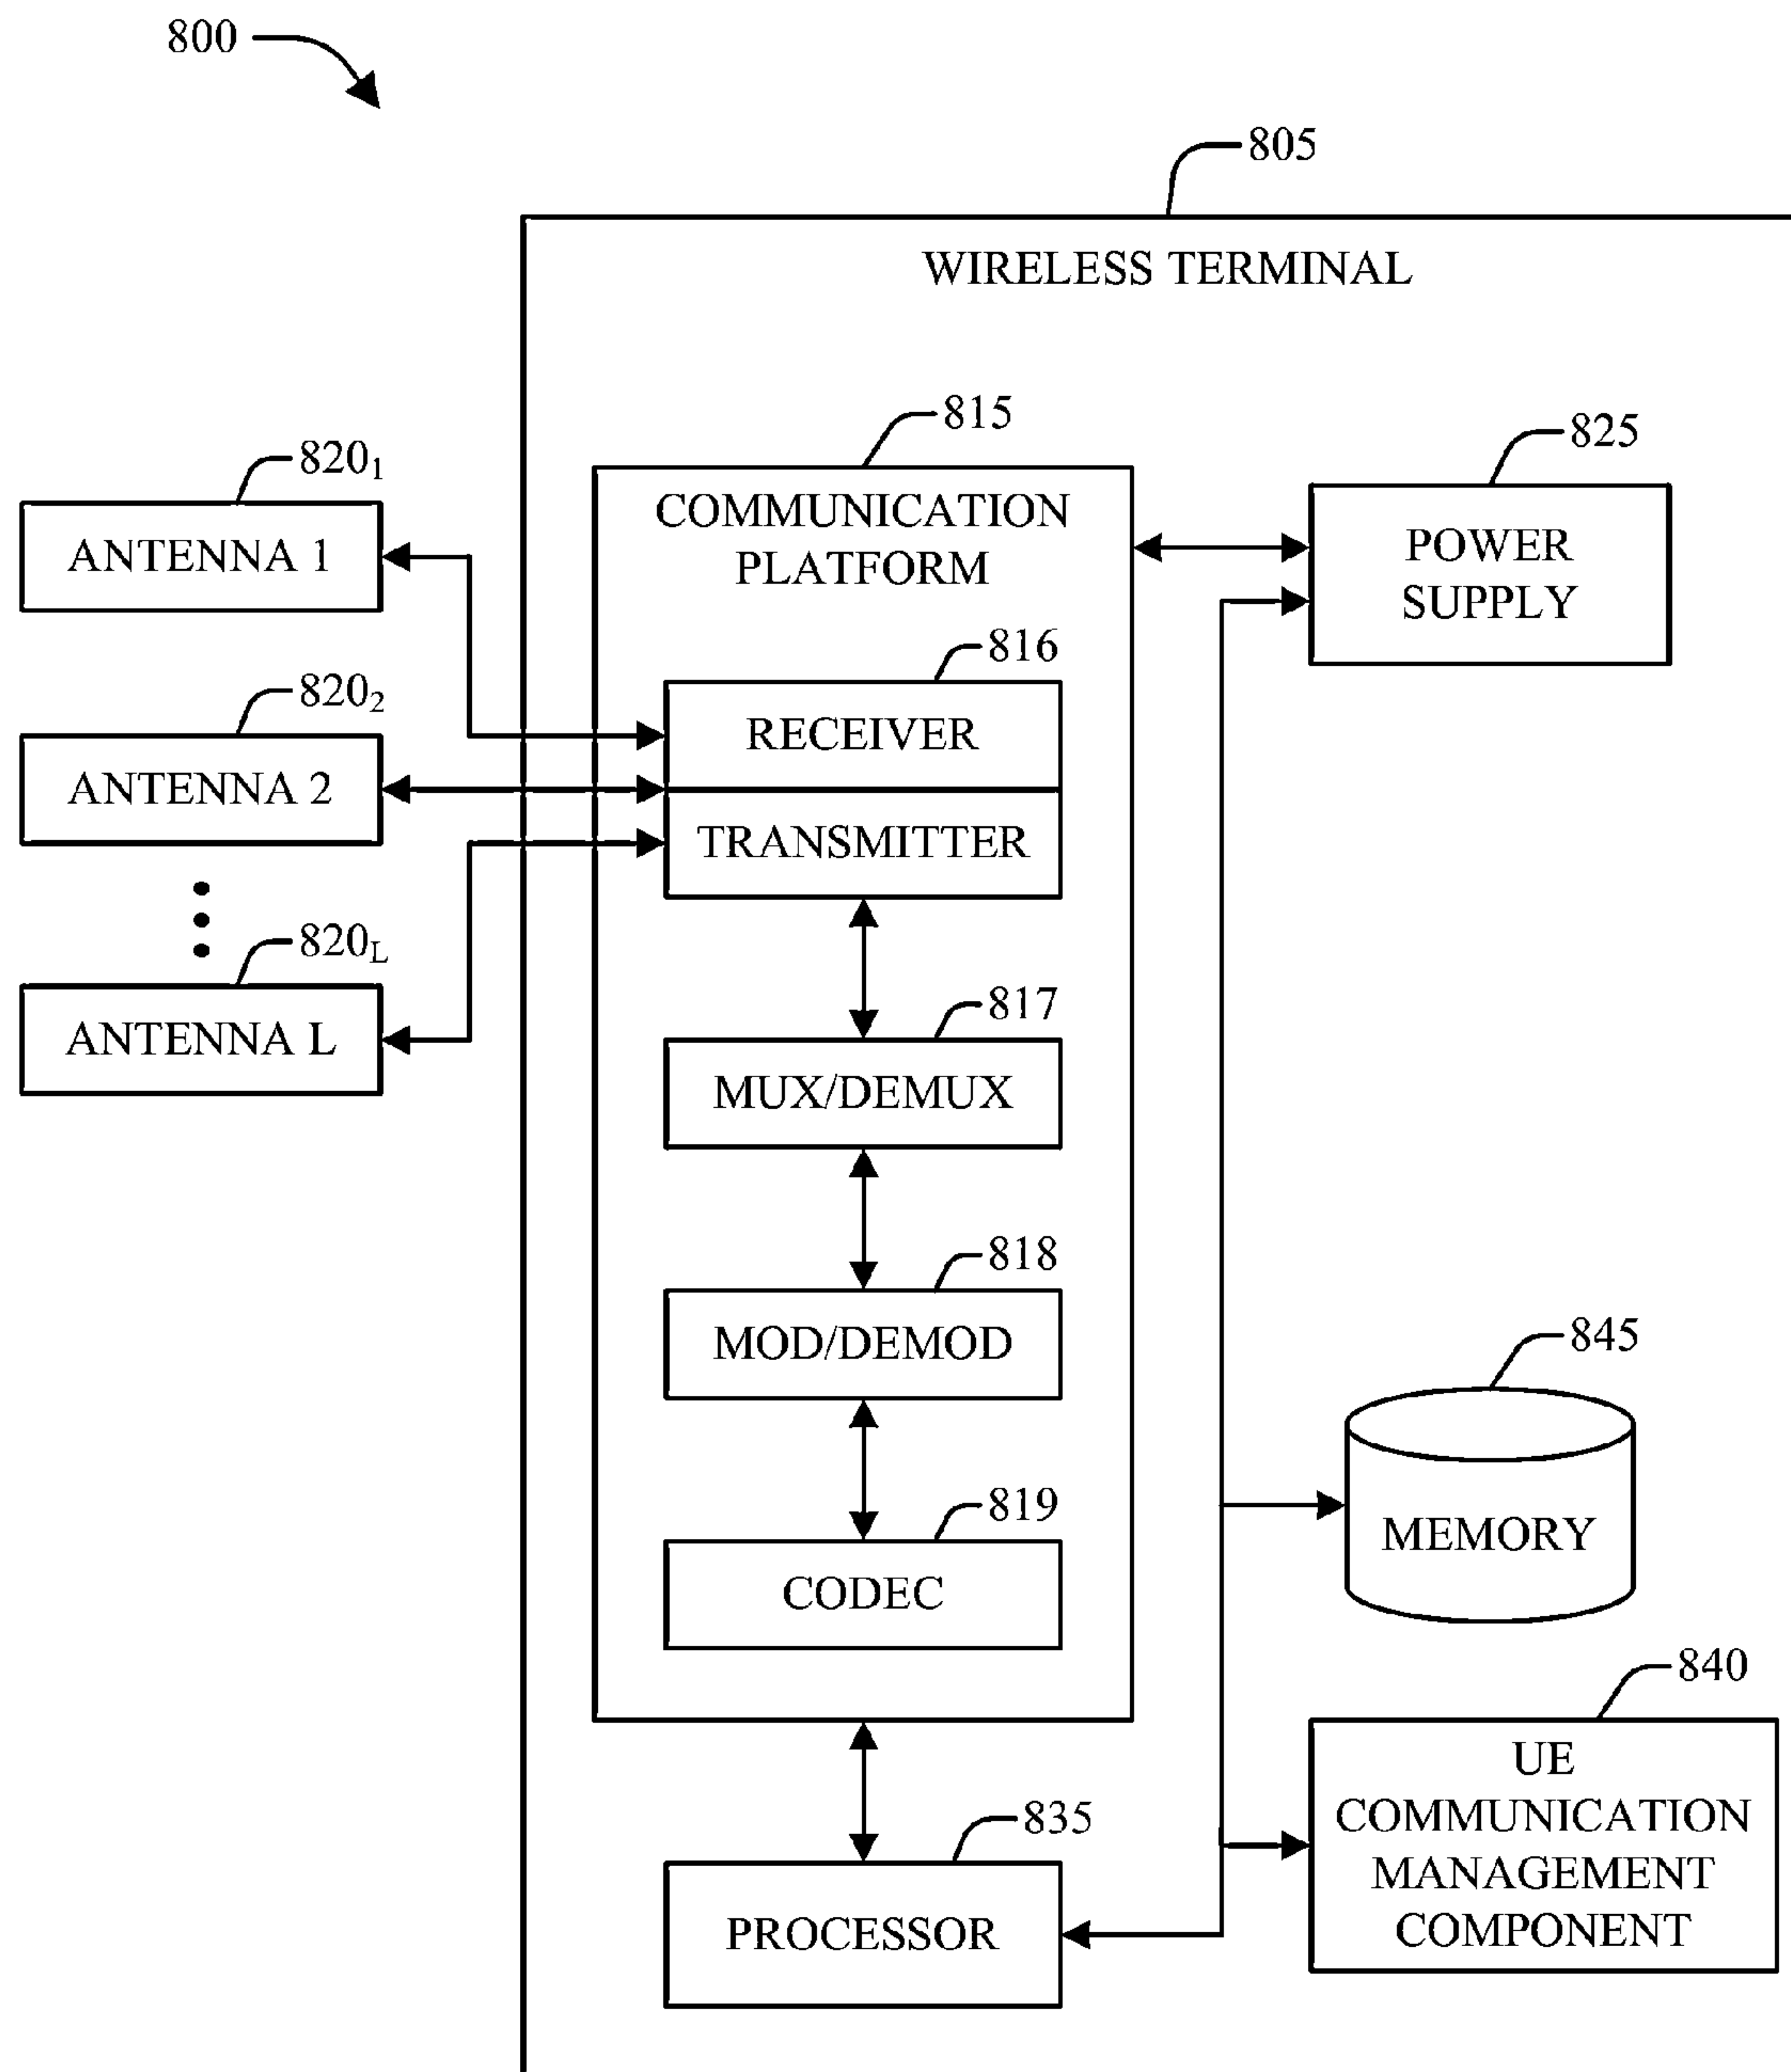 800
805
WIRELESS TERMINAL
815
825
820₁
ANTENNA 1
COMMUNICATION
PLATFORM
POWER
SUPPLY
816
820₂
RECEIVER
ANTENNA 2
TRANSMITTER
820L
ANTENNA L
817
MUX/DEMUX
818
MOD/DEMOD
845
MEMORY
819
CODEC
840
UE
COMMUNICATION
MANAGEMENT
COMPONENT
835
PROCESSOR